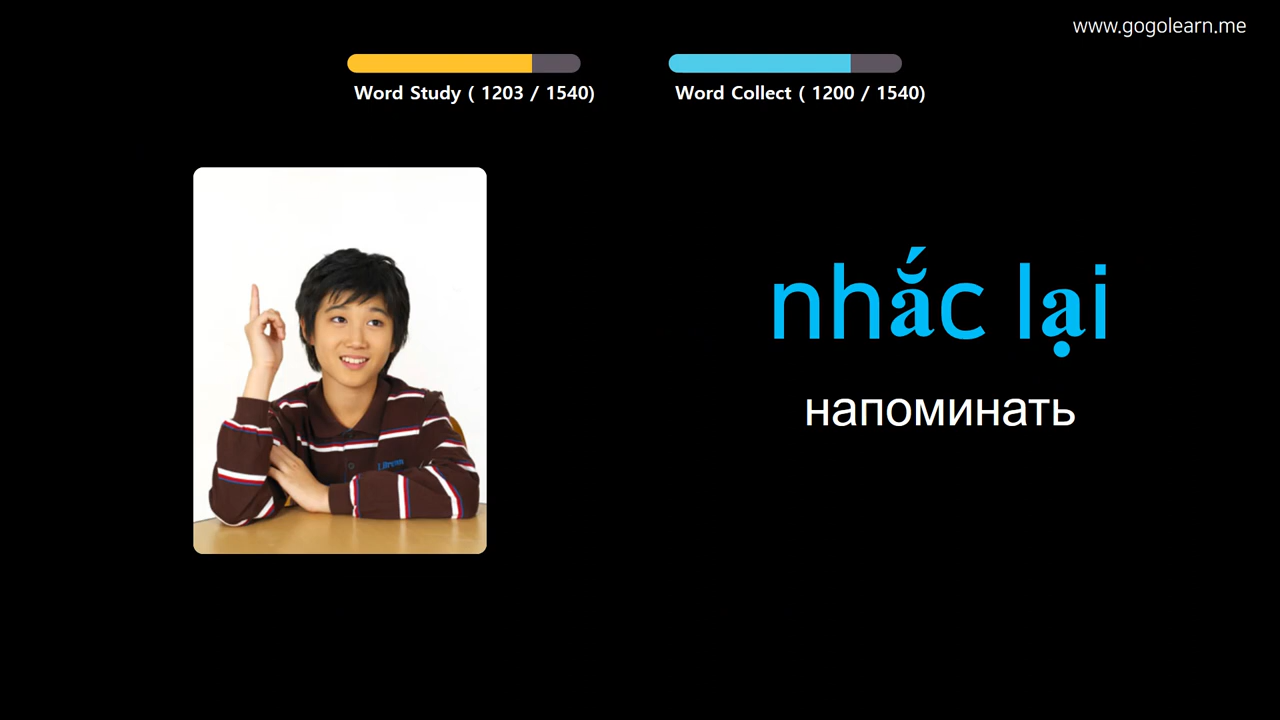 www.gogolearn.me
Word Study ( 1203 / 1540)
Word Collect ( 1200 / 1540)
nhắc lại
напоминать